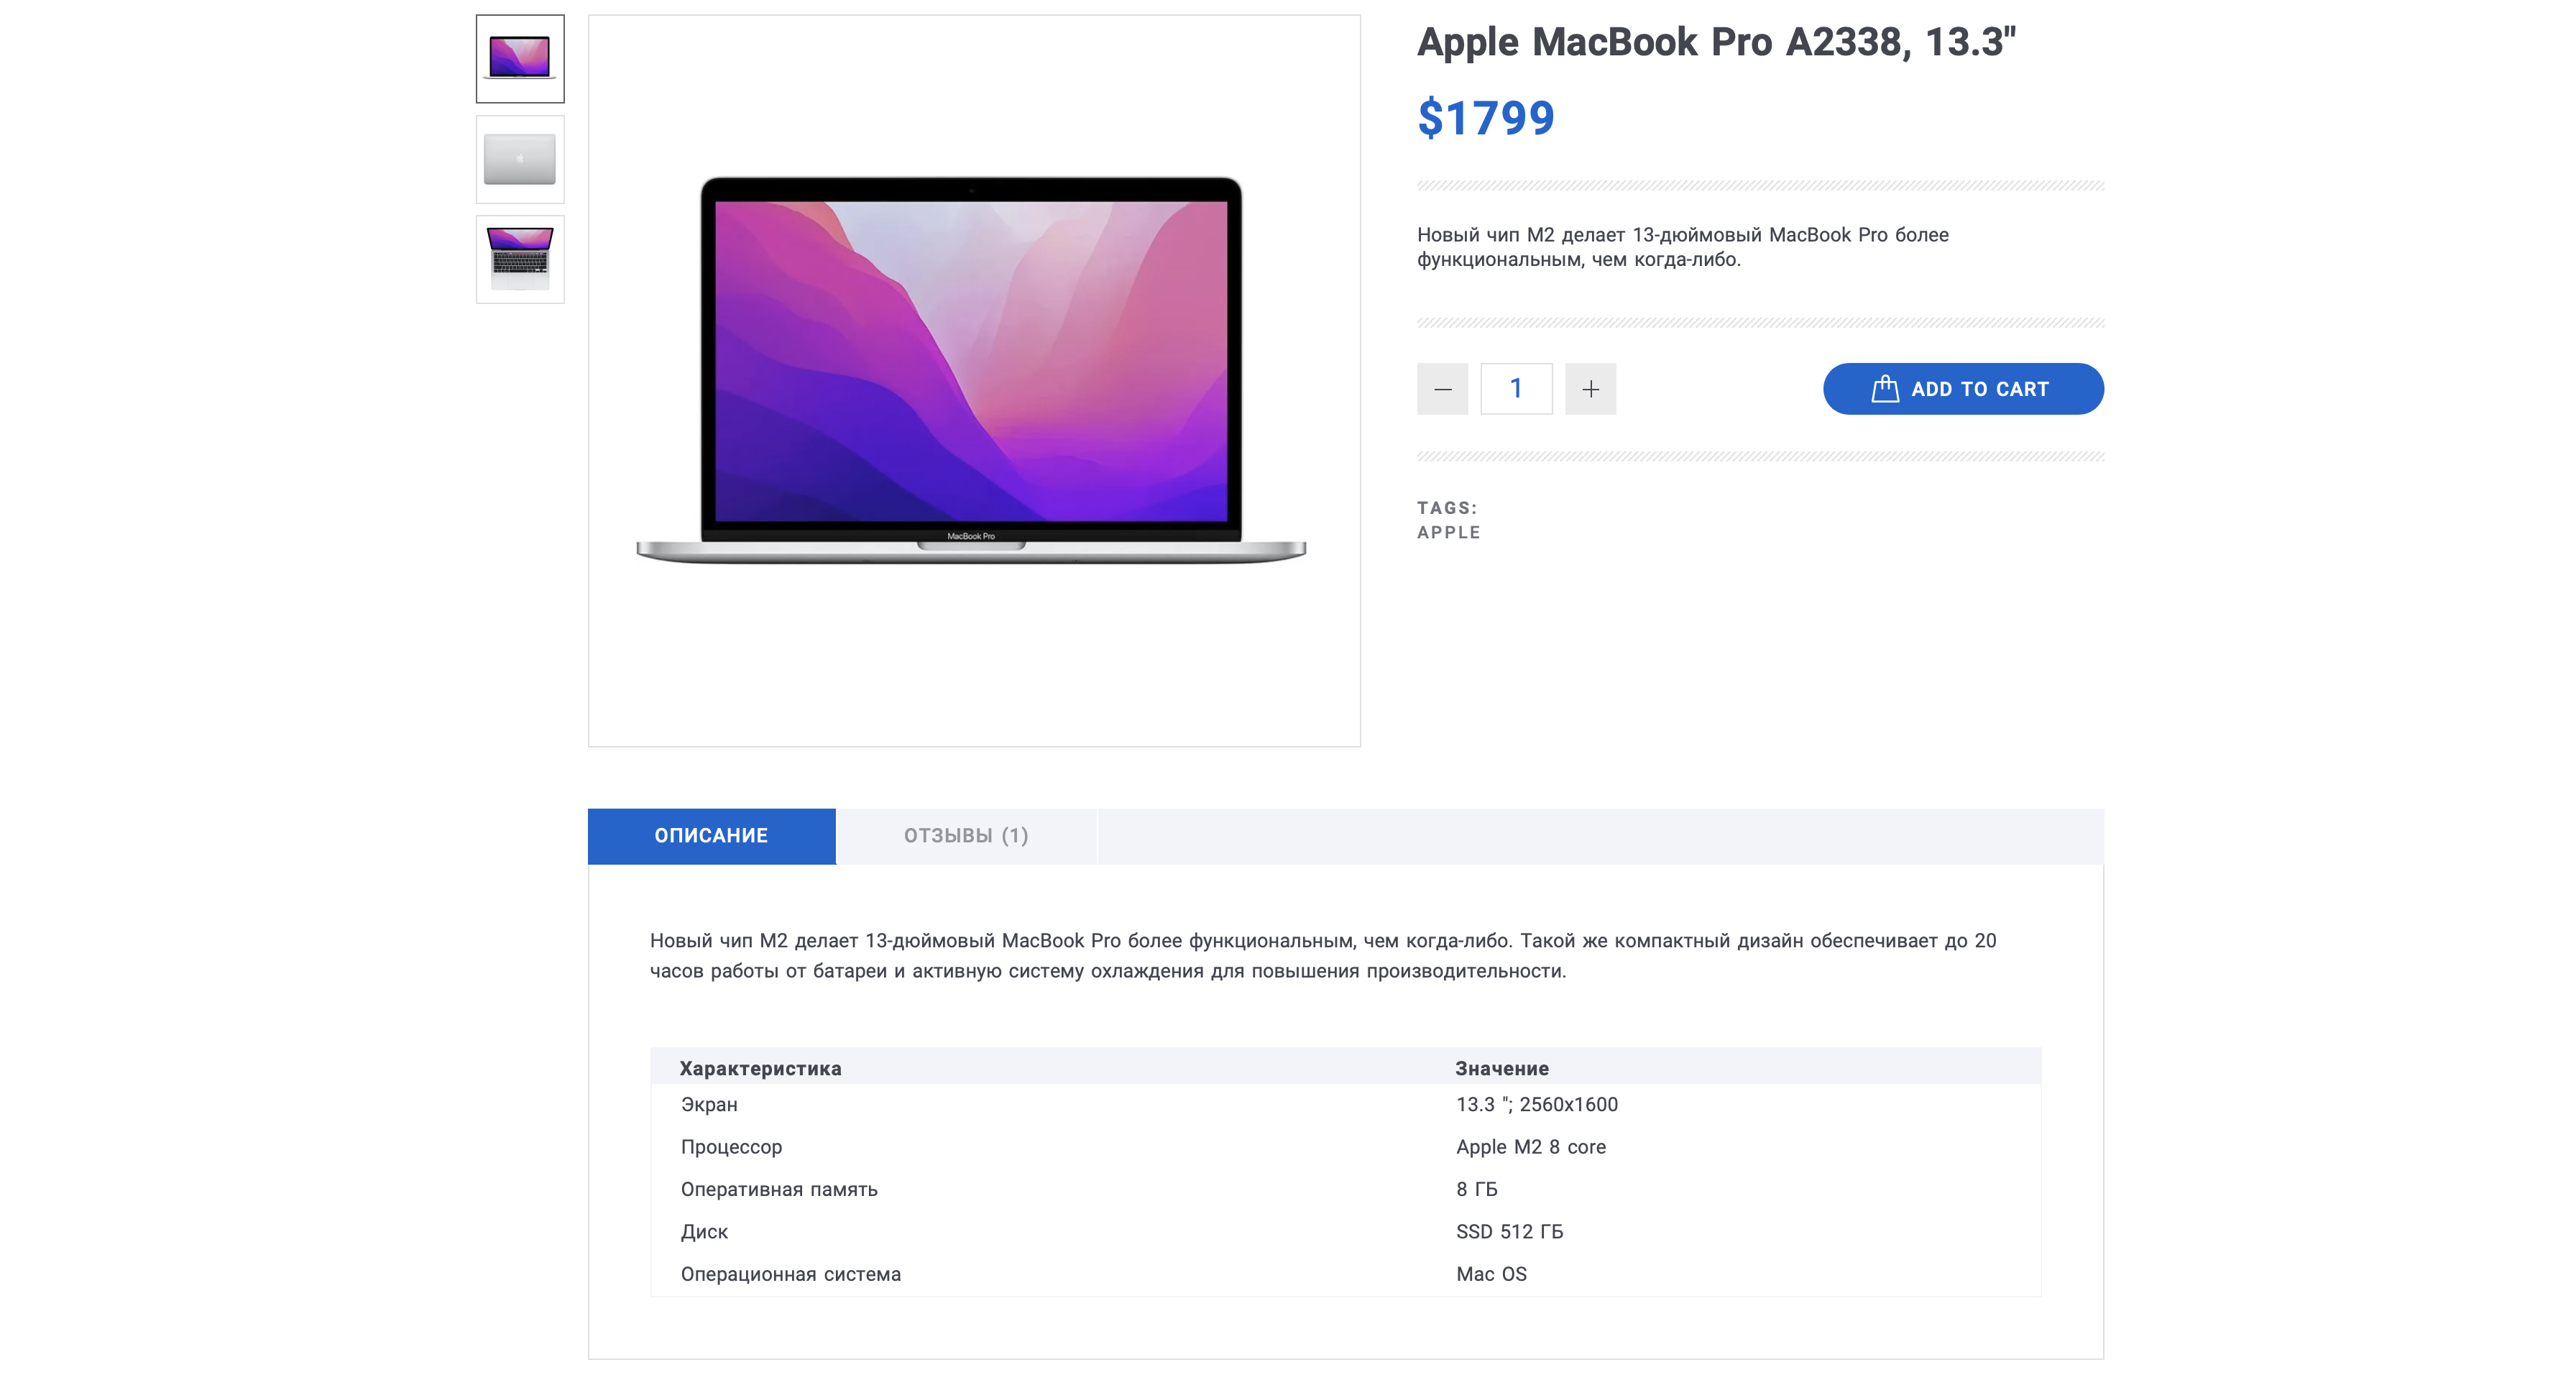 Apple MacBook Pro A2338, 13.3"
$1799
Новый чип M2 делает 13-дюймовый MacBook Pro более
функциональным, чем когда-либо.
1
ADD TO CART
TAGS:
APPLE
MacBook Pro
ОПИСАНИЕ
ОТЗЫВЫ (1)
Новый чип M2 делает 13-дюймовый MacBook Pro более функциональным, чем когда-либо. Такой же компактный дизайн обеспечивает до 20
часов работы от батареи и активную систему охлаждения для повышения производительности.
Характеристика Значение
Экран 13.3 "; 2560x1600
Процессор Apple M2 8 core
Оперативная память 8 ГБ
Диск SSD 512 ГБ
Операционная система Mac OS